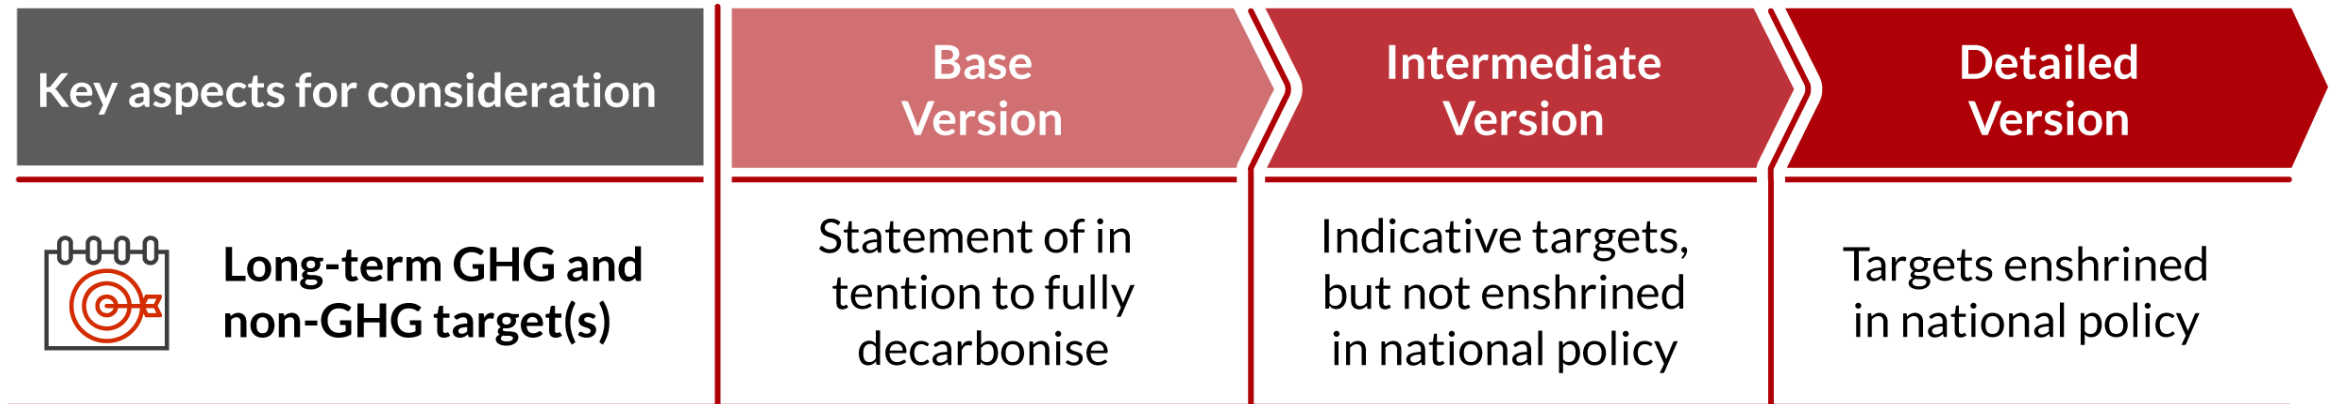 Key aspects for consideration
Base
Version
Intermediate
Version
Detailed
Version
Long-term GHG and
non-GHG target(s)
Statement of in
tention to fully
decarbonise
Indicative targets,
but not enshrined
in national policy
Targets enshrined
in national policy